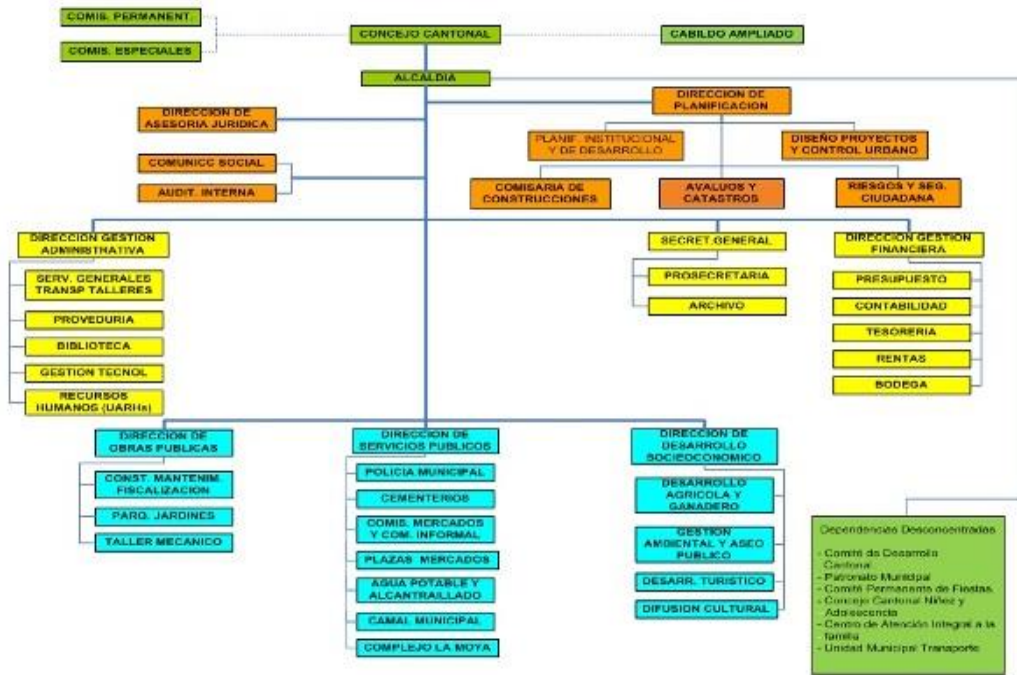 COMIS. PERMANENT.
CONCEJO CANTONAL
CABILDO AMPLIADO
COMIS. ESPECIALES
ALCALDIA
DIRECCION DE
PLANIFICACION
DIRECCION DE
ASESORIA JURIDICA
PLANIF. INSTITUCIONAL
Y DE DESARROLLO
DISEÑO PROYECTOS
Y CONTROL URBANO
COMUNICC SOCIAL
AUDIT. INTERNA
COMISARIA DE
CONSTRUCCIONES
AVALUOS Y
CATASTROS
RIESGOS Y SEG.
CIUDADANA
DIRECCION GESTION
ADMINISTRATIVA
SERV. GENERALES
TRANSP TALLERES
PROVEDURIA
BIBLIOTECA
GESTION TECNOL
RECURSOS
HUMANOS (UARHs)
SECRET.GENERAL
PROSECRETARIA
ARCHIVO
DIRECCION GESTION
FINANCIERA
PRESUPUESTO
CONTABILIDAD
TESORERIA
RENTAS
BODEGA
DIRECCION DE
OBRAS PUBLICAS
CONST. MANTENIM.
FISCALIZACION
PARQ. JARDINES
TALLER MECANICO
DIRECCION DE
SERVICIOS PUBLICOS
POLICIA MUNICIPAL
CEMENTERIOS
COMIS. MERCADOS
Y COM. INFORMAL
PLAZAS MERCADOS
AGUA POTABLE Y
ALCANTRAILLADO
CAMAL MUNICIPAL
COMPLEJO LA MOYA
DIRECCION DE
DESARROLLO
SOCIOECONOMICO
DESARROLLO
AGRICOLA Y
GANADERO
GESTION
AMBIENTAL Y ASEO
PUBLICO
DESARR. TURISTICO
DIFUSION CULTURAL
Dependencias Desconcentradas
- Comité de Desarrollo
Cantonal
- Patronato Municipal
- Comité Permanente de Fiestas.
- Concejo Cantonal Niñez y
Adolescencia
- Centro de Atención Integral a la
familia
- Unidad Municipal Transporte